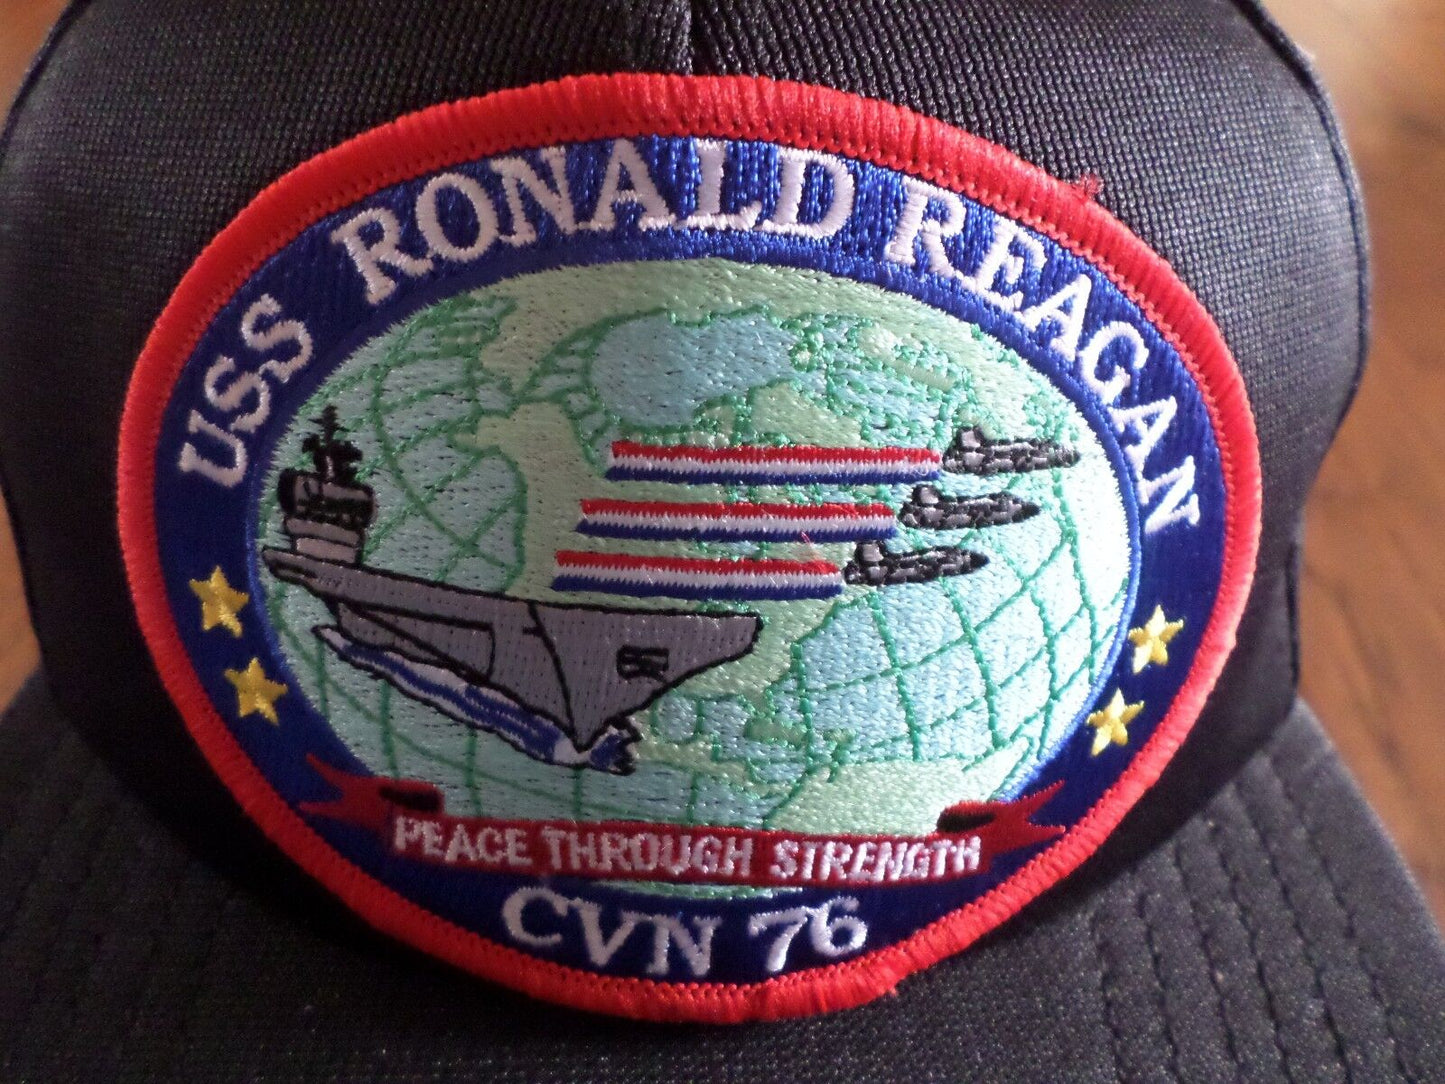 USS RONALD REAGAN
PEACE THROUGH STRENGTH
CVN 76